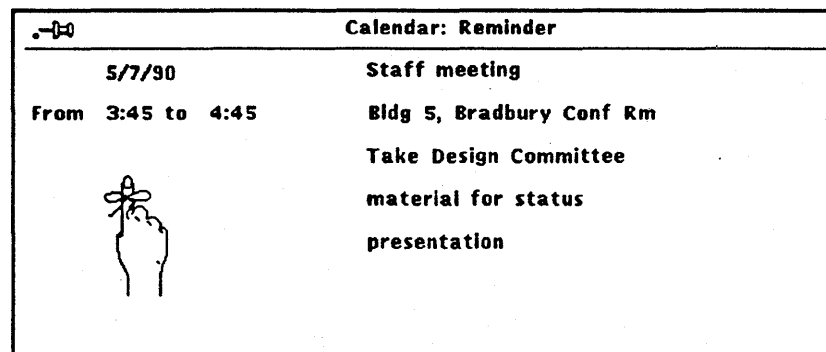 Calendar: Reminder
5/7/90 Staff meeting
From 3:45 to 4:45 Bldg 5, Bradbury Conf Rm
Take Design Committee
material for status
presentation